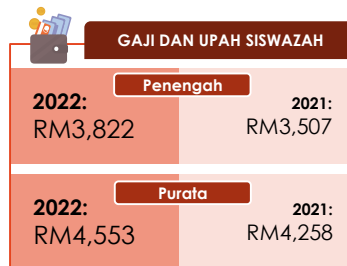 GAJI DAN UPAH SISWAZAH
Penengah
2022:
RM3,822
2021:
RM3,507
Purata
2022:
RM4,553
2021:
RM4,258